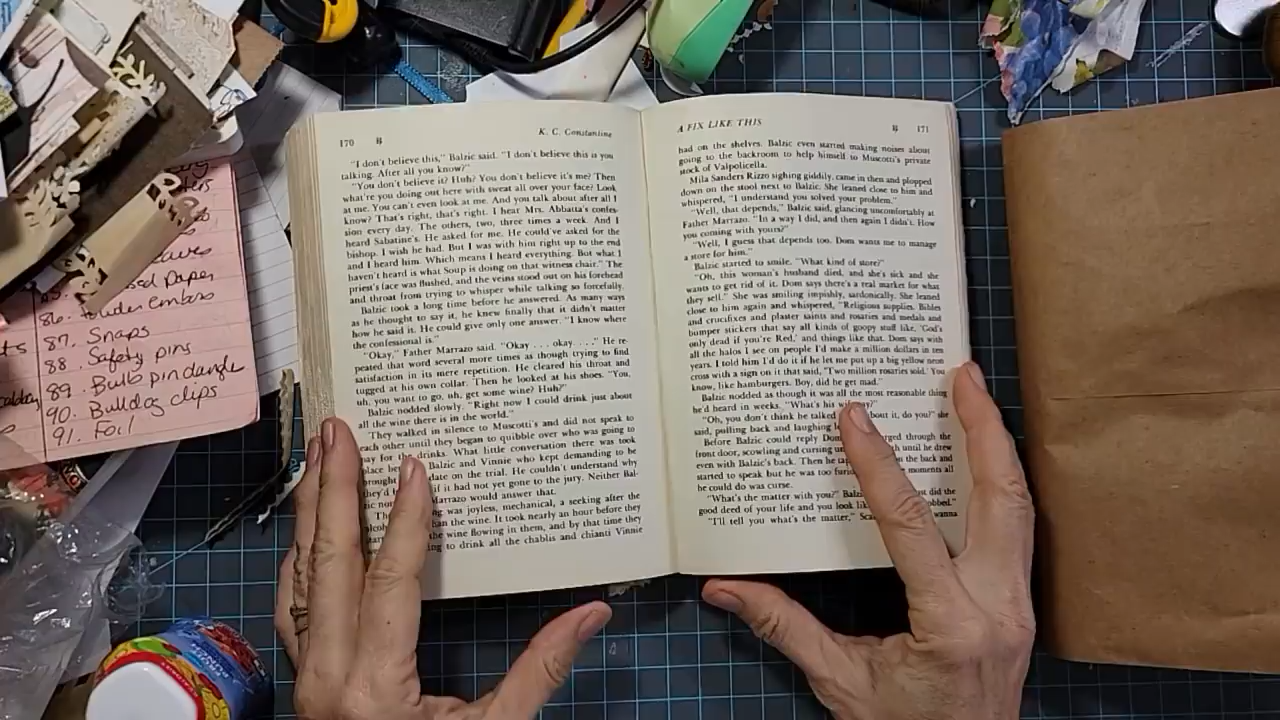 170
K. C. Constantine
"I don't believe this," Balzic said. "I don't believe this is you
talking. After all you know?"
"You don't believe it? Huh? You don't believe it's me? Then
what're you doing out here with sweat all over your face? Look
at me. You can't even look at me. And you talk about after all I
know? That's right, that's right. I hear Mrs. Abbatta's confes-
sion every day. The others, two, three times a week. And I
heard Sabatine's. He asked for me. He could've asked for the
bishop. I wish he had. But I was with him right up to the end
and I heard him. Which means I heard everything. But what I
haven't heard is what Soup is doing on that witness chair." The
priest's face was flushed, and the veins stood out on his forehead
and throat from trying to whisper while talking so forcefully.
Balzic took a long time before he answered. As many ways
as he thought to say it, he knew finally that it didn't matter
how he said it. He could give only one answer. "I know where
the confessional is."
"Okay," Father Marrazo said. "Okay . . . okay. . . ." He re-
peated that word several more times as though trying to find
satisfaction in its mere repetition. He cleared his throat and
tugged at his own collar. Then he looked at his shoes. "You,
uh, you want to go, uh, get some wine? Huh?"
Balzic nodded slowly. "Right now I could drink just about
all the wine there is in the world."
They walked in silence to Muscotti's and did not speak to
each other until they began to quibble over who was going to
pay for the drinks. What little conversation there was took
place Balzic and Vinnie who kept demanding to be
brought date on the trial. He couldn't understand why
they'd if it had not yet gone to the jury. Neither Bal-
zic Marrazo would answer that.
was joyless, mechanical, a seeking after the
than the wine. It took nearly an hour before they
the wine flowing in them, and by that time they
to drink all the chablis and chianti Vinnie
A FIX LIKE THIS
171
had on the shelves. Balzic even started making noises about
going to the backroom to help himself to Muscotti's private
stock of Valpolicella.
Mila Sanders Rizzo sighing giddily, came in then and plopped
down on the stool next to Balzic. She leaned close to him and
whispered, "I understand you solved your problem."
"Well, that depends," Balzic said, glancing uncomfortably at
Father Marrazo. "In a way I did, and then again I didn't. How
you coming with yours?"
"Well, I guess that depends too. Dom wants me to manage
a store for him."
Balzic started to smile. "What kind of store?"
"Oh, this woman's husband died, and she's sick and she
wants to get rid of it. Dom says there's a real market for what
they sell." She was smiling impishly, sardonically. She leaned
close to him again and whispered, "Religious supplies. Bibles
and crucifixes and plaster saints and rosaries and medals and
bumper stickers that say all kinds of goopy stuff like, 'God's
only dead if you're Red,' and things like that. Dom says with
all the halos I see on people I'd make a million dollars in ten
years. I told him I'd do it if he let me put up a big yellow neon
cross with a sign on it that said, 'Two million rosaries sold.' You
know, like hamburgers. Boy, did he get mad."
Balzic nodded as though it was all the most reasonable thing
he'd heard in weeks. "What's his
"Oh, you don't think he talked about it, do you?" she
said, pulling back and laughing
Before Balzic could reply Dom through the
front door, scowling and cursing until he drew
even with Balzic's back. Then he on the back and
started to speak but he was too moments all
he could do was curse.
"What's the matter with you?" did the
good deed of your life and you look
"I'll tell you what's the matter," wanna
86. Powder emboss
87. Snaps
88. Safety pins
89. Bulb pin dangle
90. Bulldog clips
91. Foil